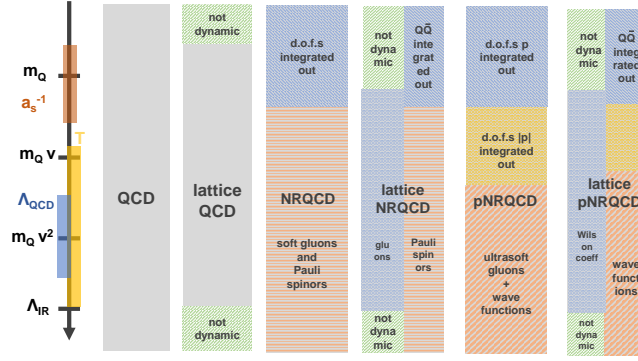 m_Q
a_s^-1
T
m_Q v
Λ_QCD
m_Q v^2
Λ_IR
QCD
not
dynamic
lattice
QCD
not
dynamic
d.o.f.s
integrated
out
NRQCD
soft gluons
and
Pauli
spinors
not
dyna
mic
QQ̄
inte
grat
ed
out
lattice
NRQCD
glu
ons
Pauli
spin
ors
not
dyna
mic
d.o.f.s p
integrated
out
d.o.f.s |p|
integrated
out
pNRQCD
ultrasoft
gluons
+
wave
functions
not
dyna
mic
QQ̄
integ
rated
out
lattice
pNRQCD
Wils
on
coeff
wave
funct
ions
not
dyna
mic